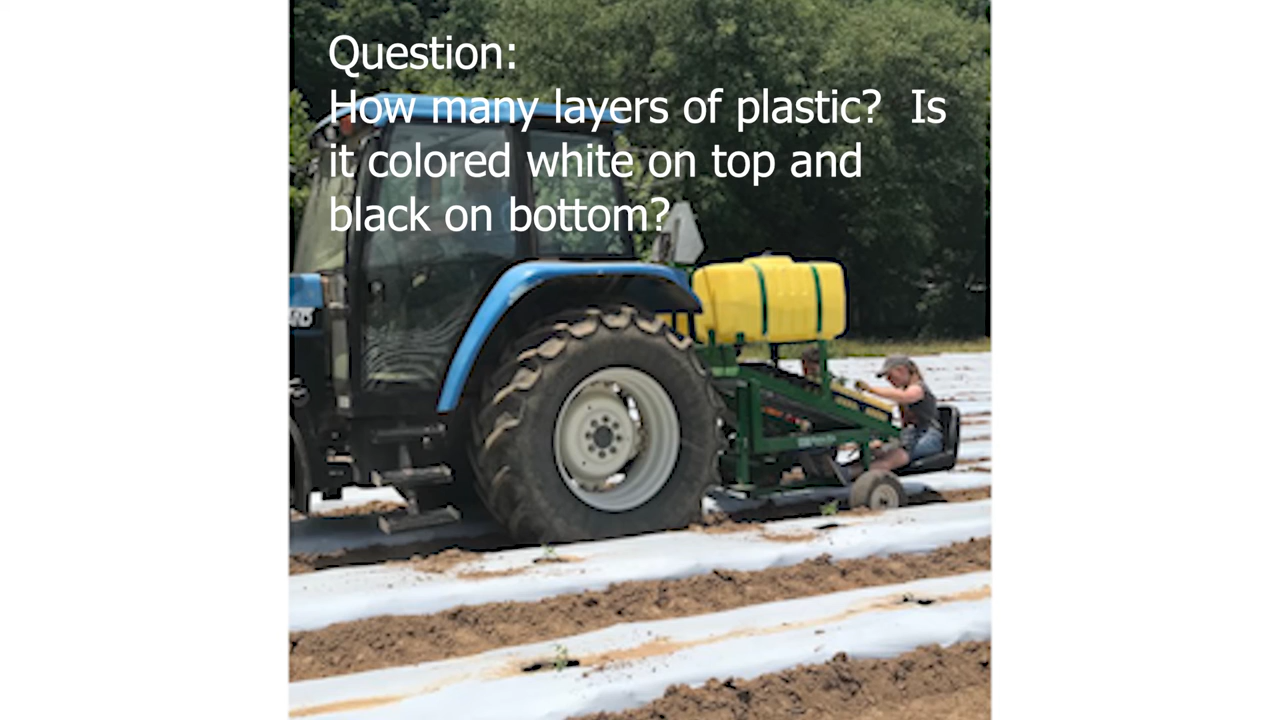 Question:
How many layers of plastic?  Is
it colored white on top and
black on bottom?